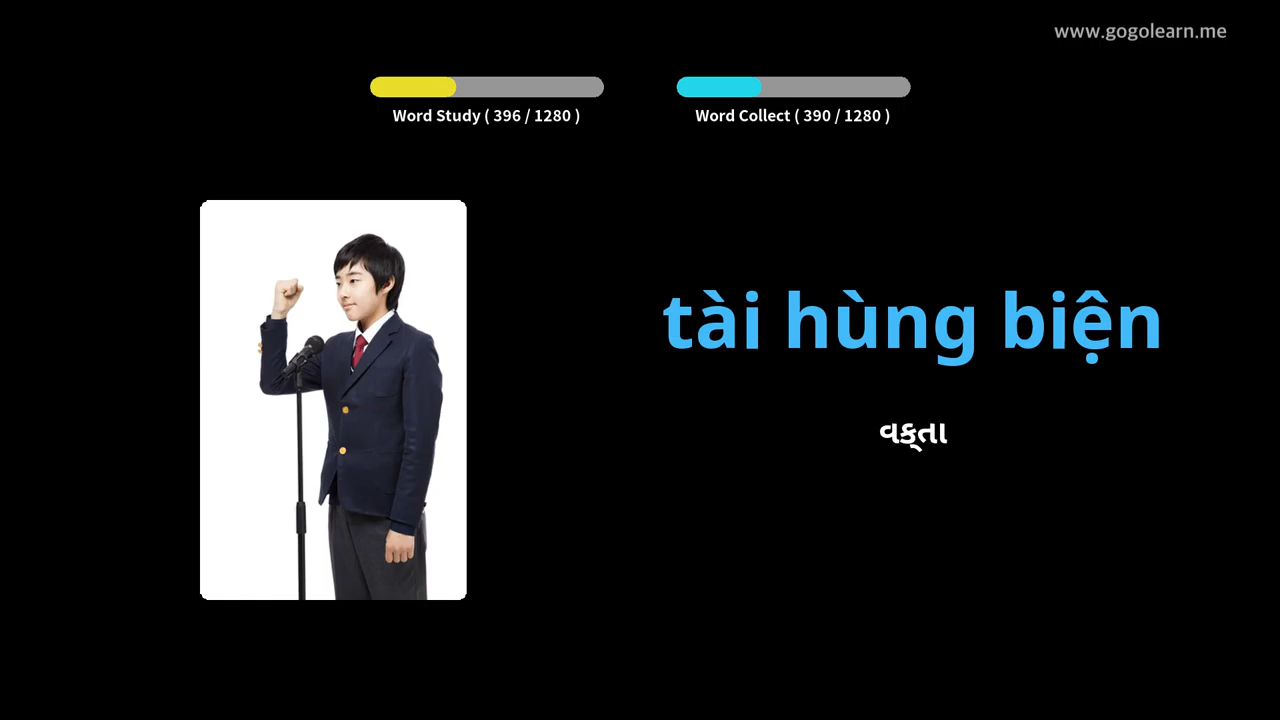 www.gogolearn.me
Word Study ( 396 / 1280 )
Word Collect ( 390 / 1280 )
tài hùng biện
વક્તા